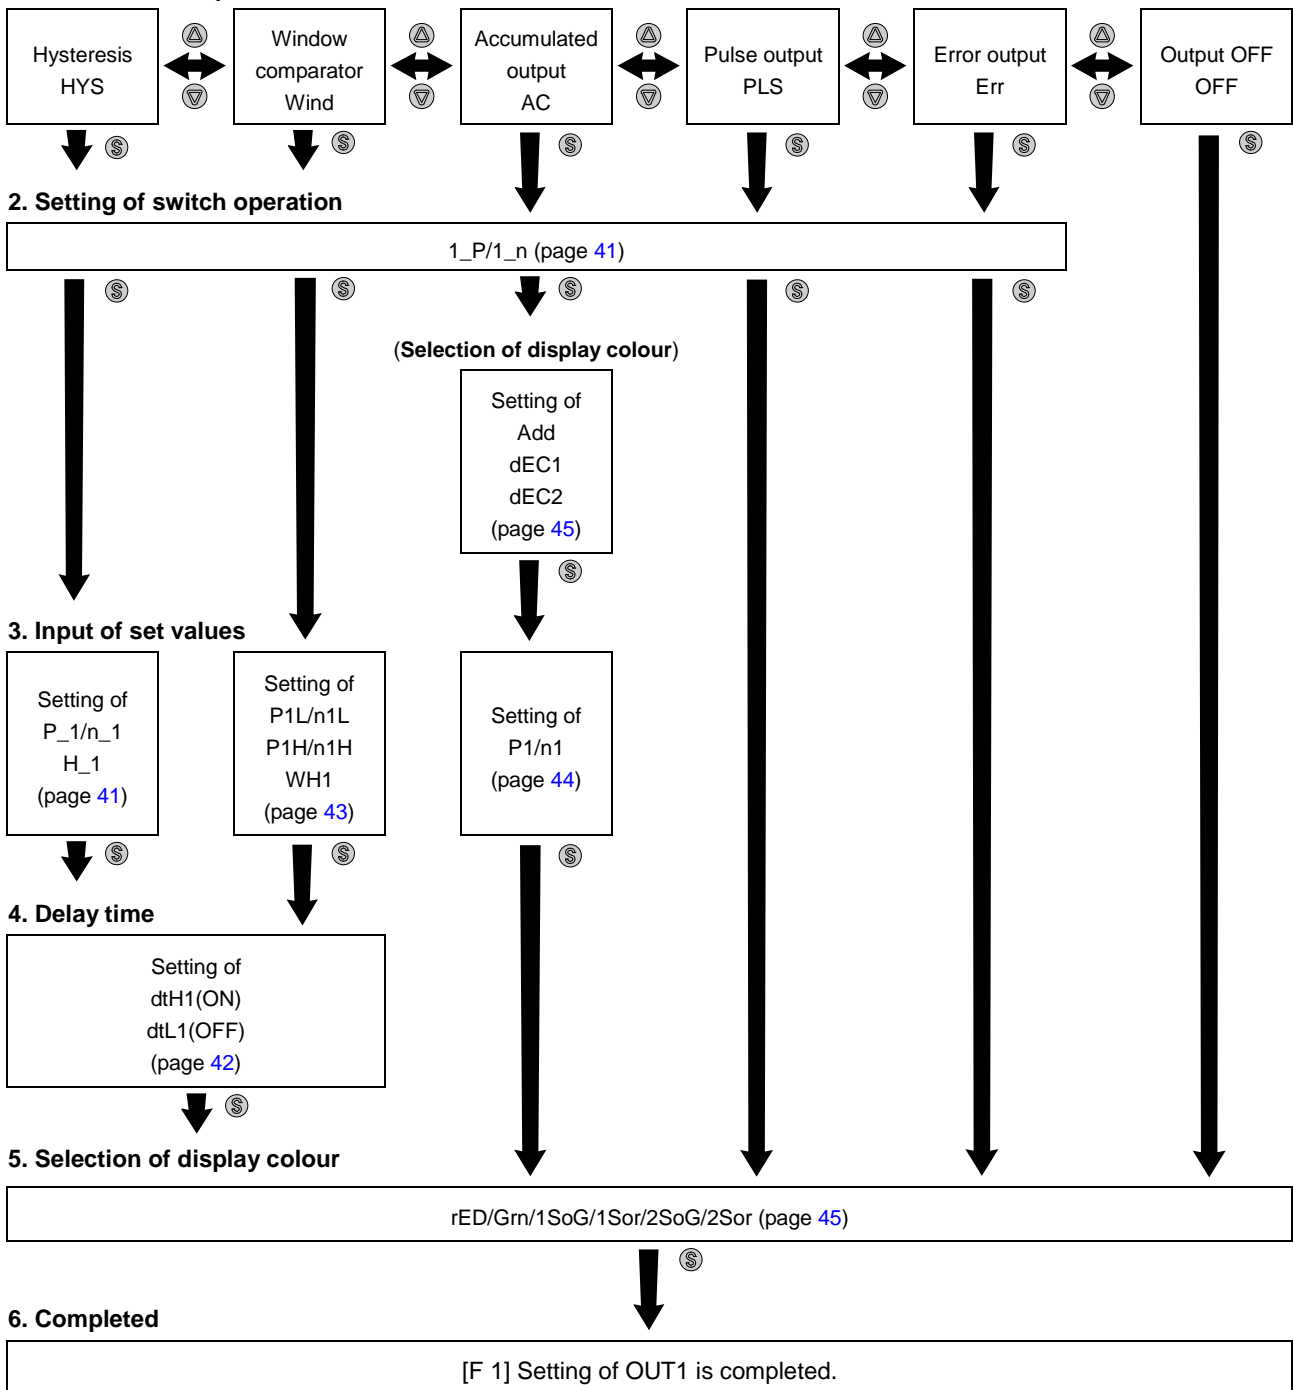 Hysteresis
HYS
Window
comparator
Wind
Accumulated
output
AC
Pulse output
PLS
Error output
Err
Output OFF
OFF
S
S
S
S
S
S
2. Setting of switch operation
1_P/1_n (page 41)
S
S
S
S
S
(Selection of display colour)
Setting of
Add
dEC1
dEC2
(page 45)
S
3. Input of set values
Setting of
P_1/n_1
H_1
(page 41)
Setting of
P1L/n1L
P1H/n1H
WH1
(page 43)
Setting of
P1/n1
(page 44)
S
S
S
4. Delay time
Setting of
dtH1(ON)
dtL1(OFF)
(page 42)
S
5. Selection of display colour
rED/Grn/1SoG/1Sor/2SoG/2Sor (page 45)
S
6. Completed
[F 1] Setting of OUT1 is completed.